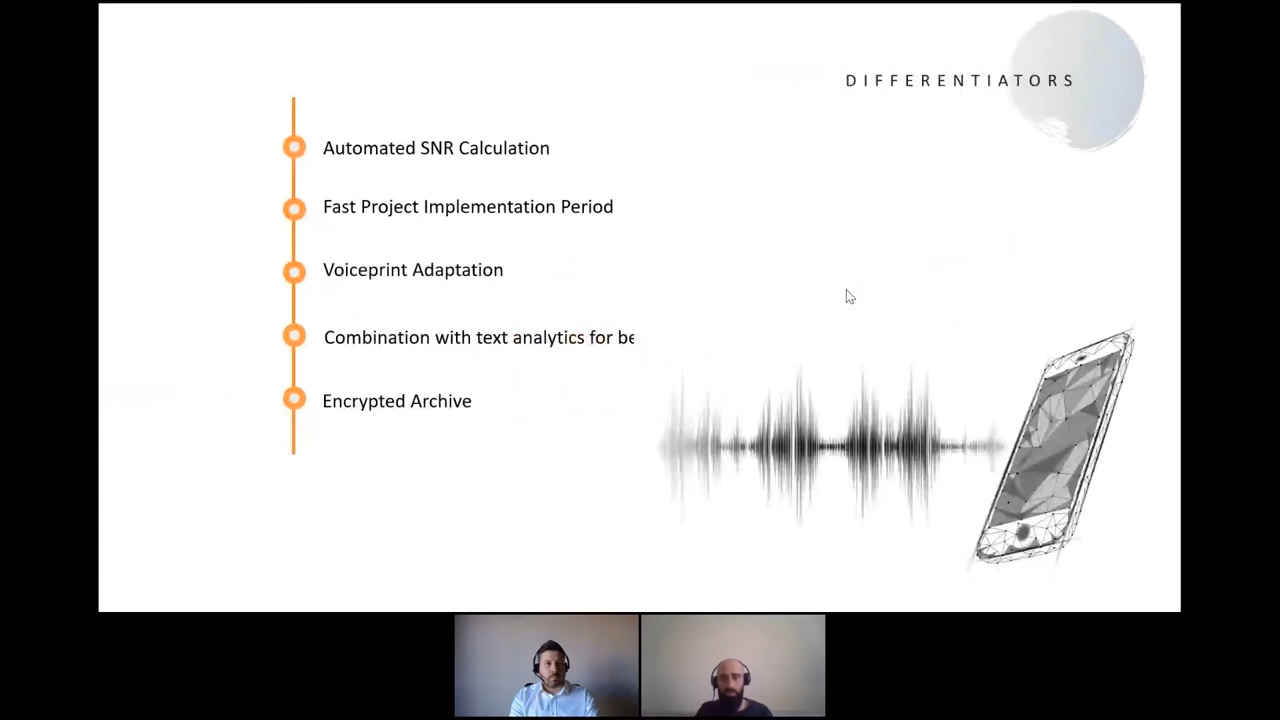 DIFFERENTIATORS
Automated SNR Calculation
Fast Project Implementation Period
Voiceprint Adaptation
Combination with text analytics for be
Encrypted Archive